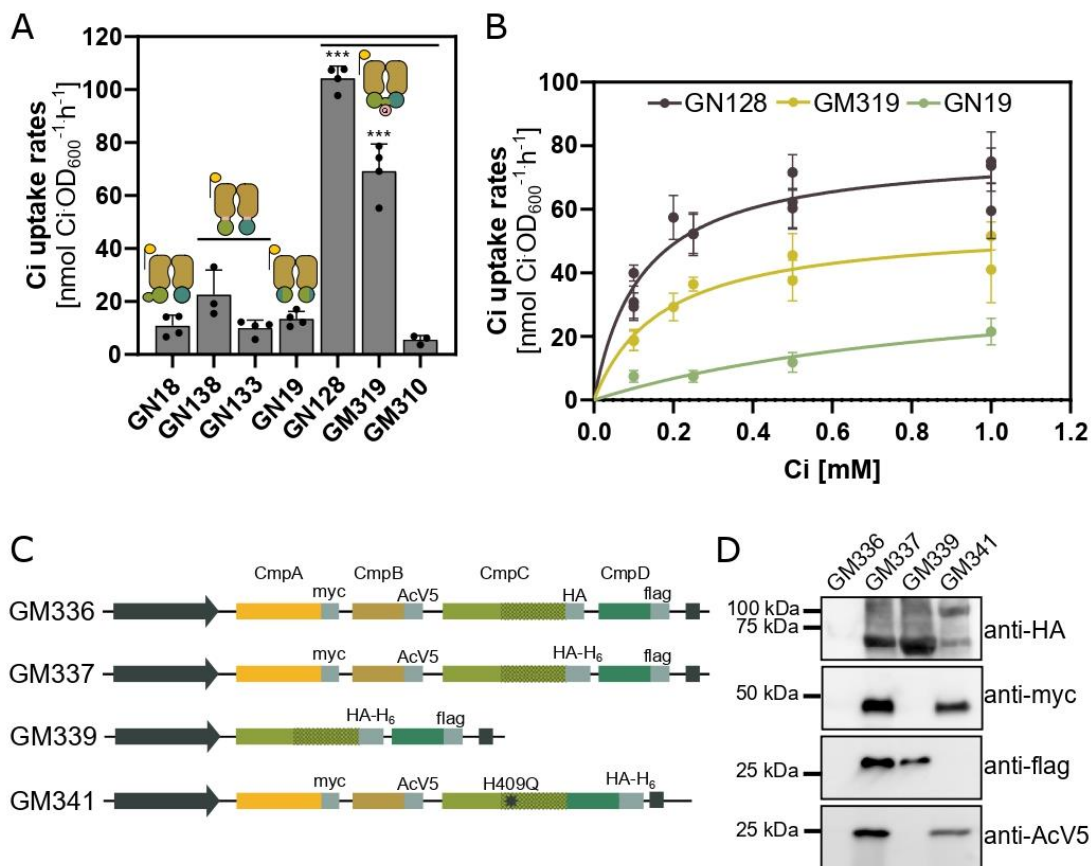 A
Ci uptake rates
[nmol Ci·OD₆₀₀⁻¹·h⁻¹]
120
100
80
60
40
20
0
***
***
GN18
GN138
GN133
GN19
GN128
GM319
GM310
B
Ci uptake rates
[nmol Ci·OD₆₀₀⁻¹·h⁻¹]
100
80
60
40
20
0
GN128 GM319 GN19
0.0 0.2 0.4 0.6 0.8 1.0 1.2
Ci [mM]
C
CmpA CmpB CmpC CmpD
GM336 myc AcV5 HA flag
GM337 myc AcV5 HA-H₆ flag
GM339 HA-H₆ flag
GM341 myc AcV5 H409Q HA-H₆
D
GM336 GM337 GM339 GM341
100 kDa
75 kDa
anti-HA
50 kDa
anti-myc
25 kDa
anti-flag
25 kDa
anti-AcV5